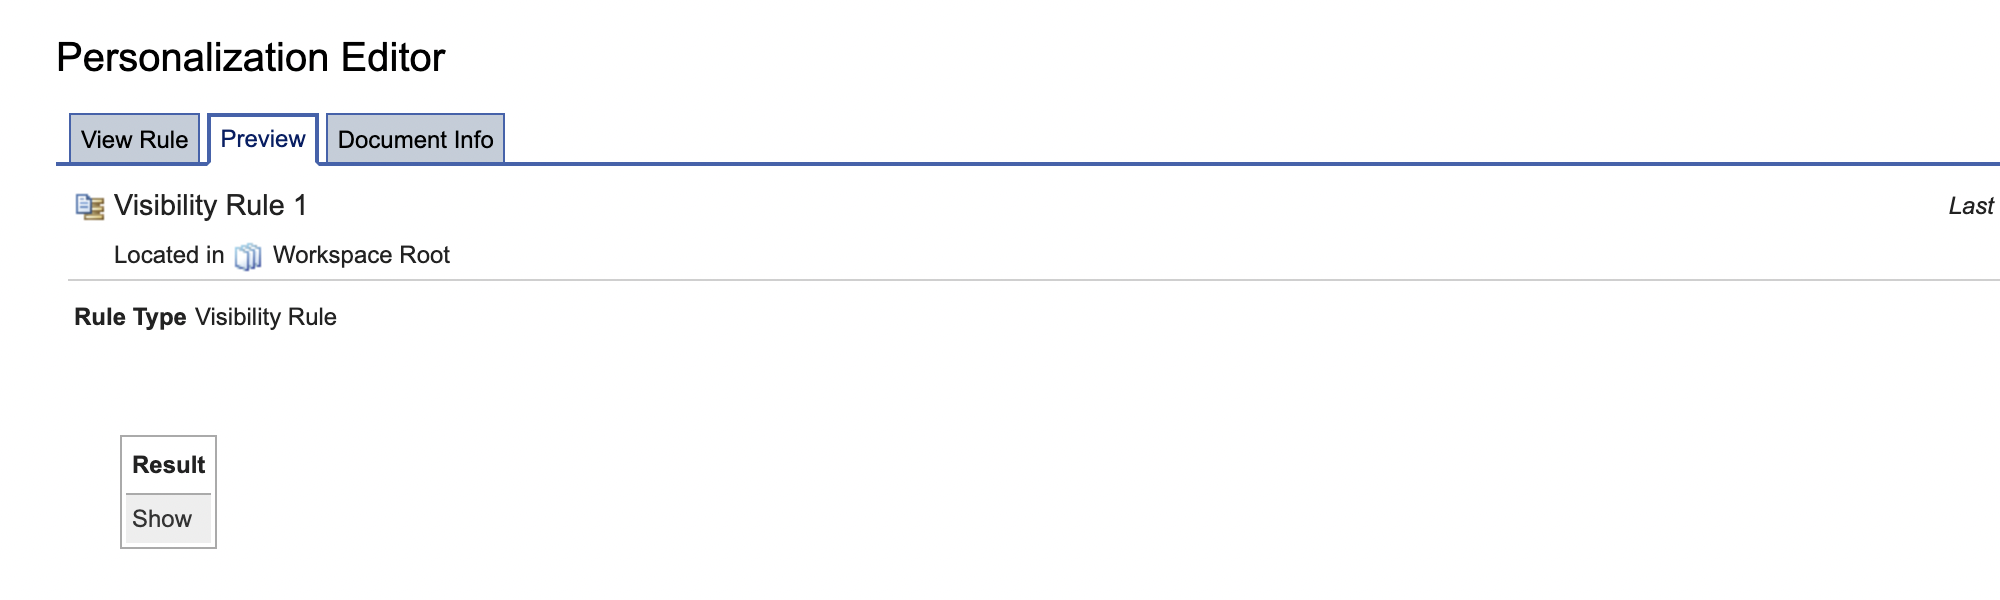 Personalization Editor
View Rule Preview Document Info
Visibility Rule 1 Last
Located in Workspace Root
Rule Type Visibility Rule
Result
Show